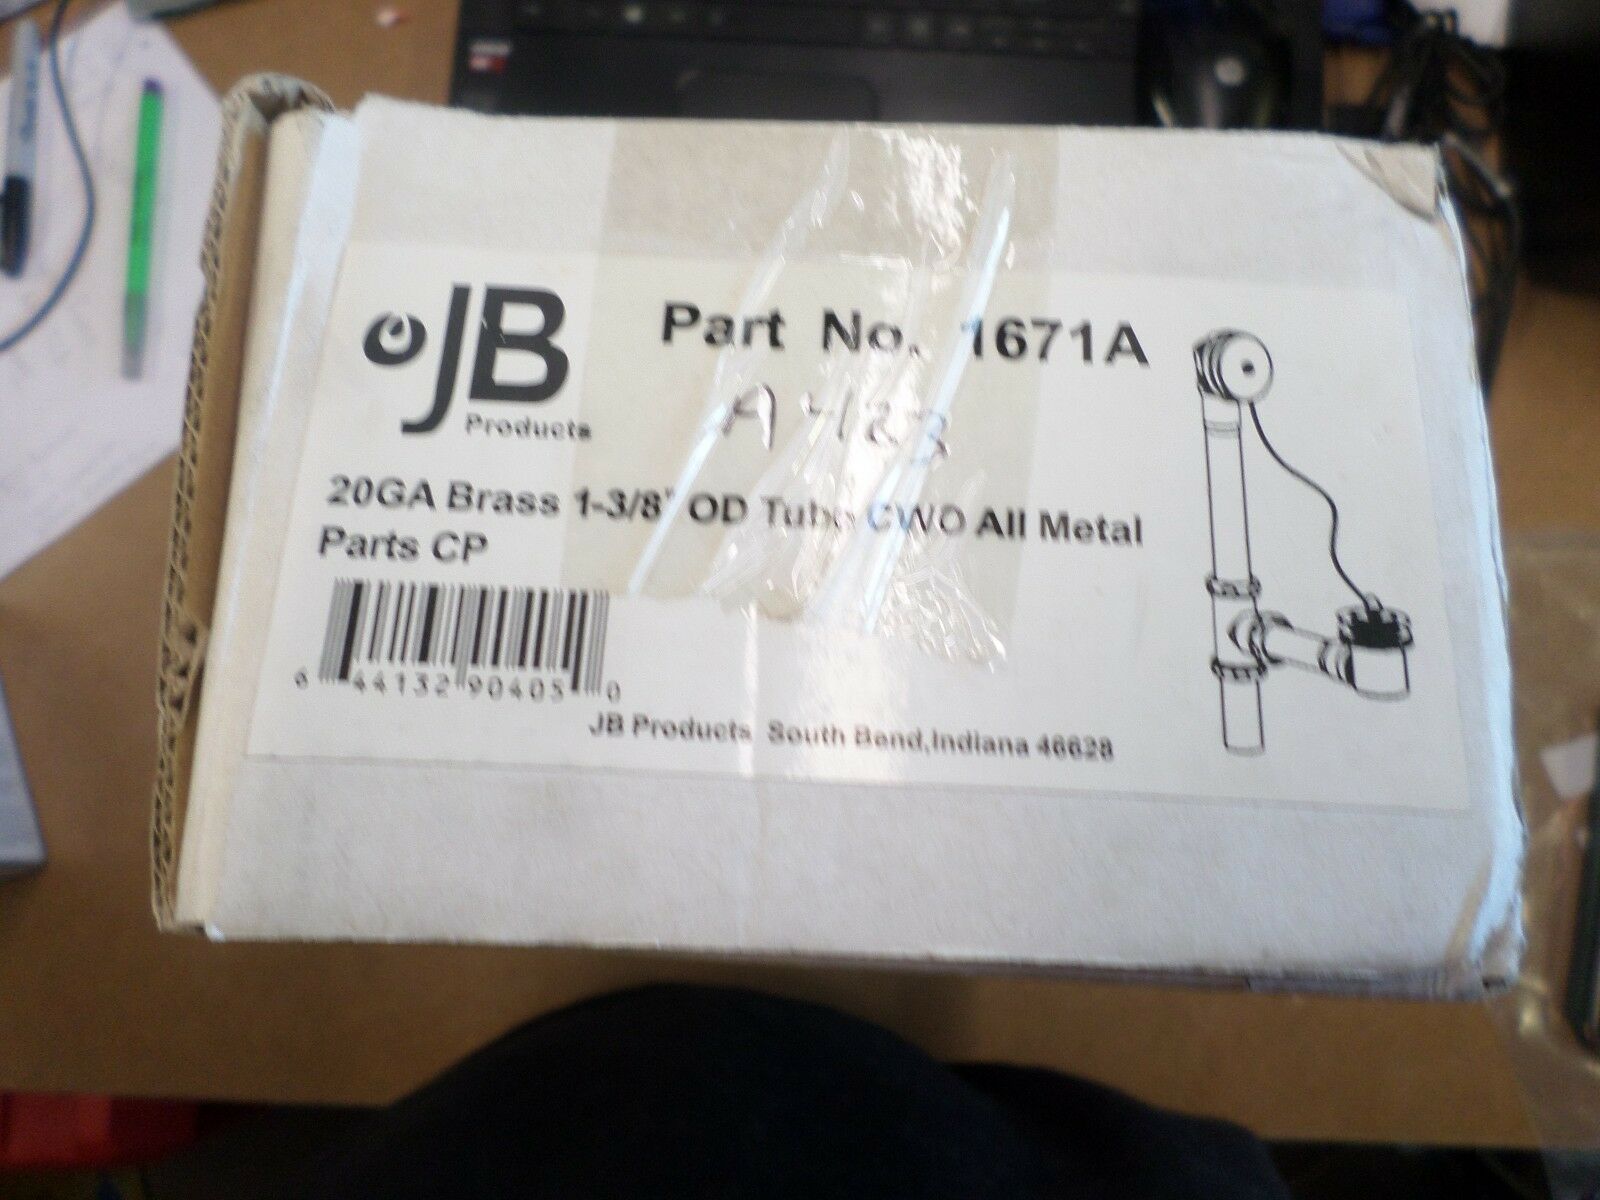 JB
Products
Part No. 1671A
A423
20GA Brass 1-3/8" OD Tube CWO All Metal
Parts CP
6 44132 90405 0
JB Products South Bend,Indiana 46628